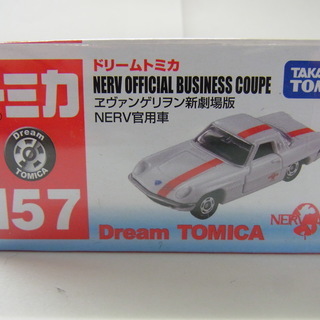 トミカ
ドリームトミカ
NERV OFFICIAL BUSINESS COUPE
ヱヴァンゲリヲン新劇場版
NERV官用車
TAKA
TOM
Dream
TOMICA
157
Dream TOMICA
NERV